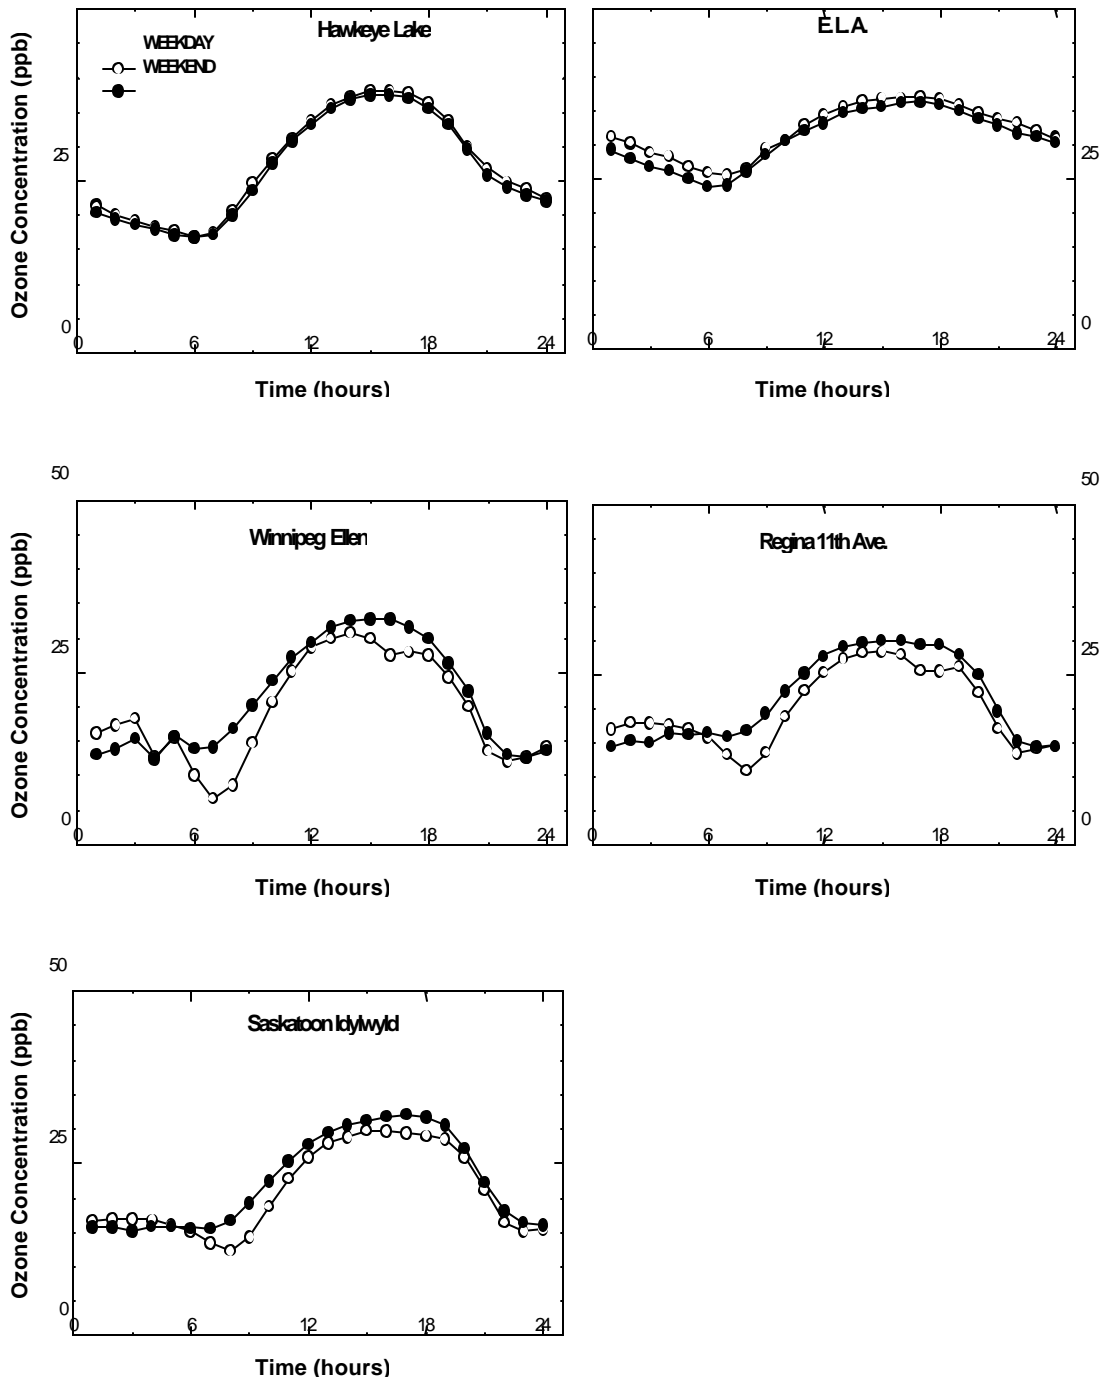 Hawkeye Lake
WEEKDAY
WEEKEND
Ozone Concentration (ppb)
25
0
0 6 12 18 24
Time (hours)
E.L.A.
25
0
0 6 12 18 24
Time (hours)
50
Winnipeg Ellen
Ozone Concentration (ppb)
25
0
0 6 12 18 24
Time (hours)
50
Regina 11th Ave.
25
0
0 6 12 18 24
Time (hours)
50
Saskatoon Idylwyld
Ozone Concentration (ppb)
25
0
0 6 12 18 24
Time (hours)